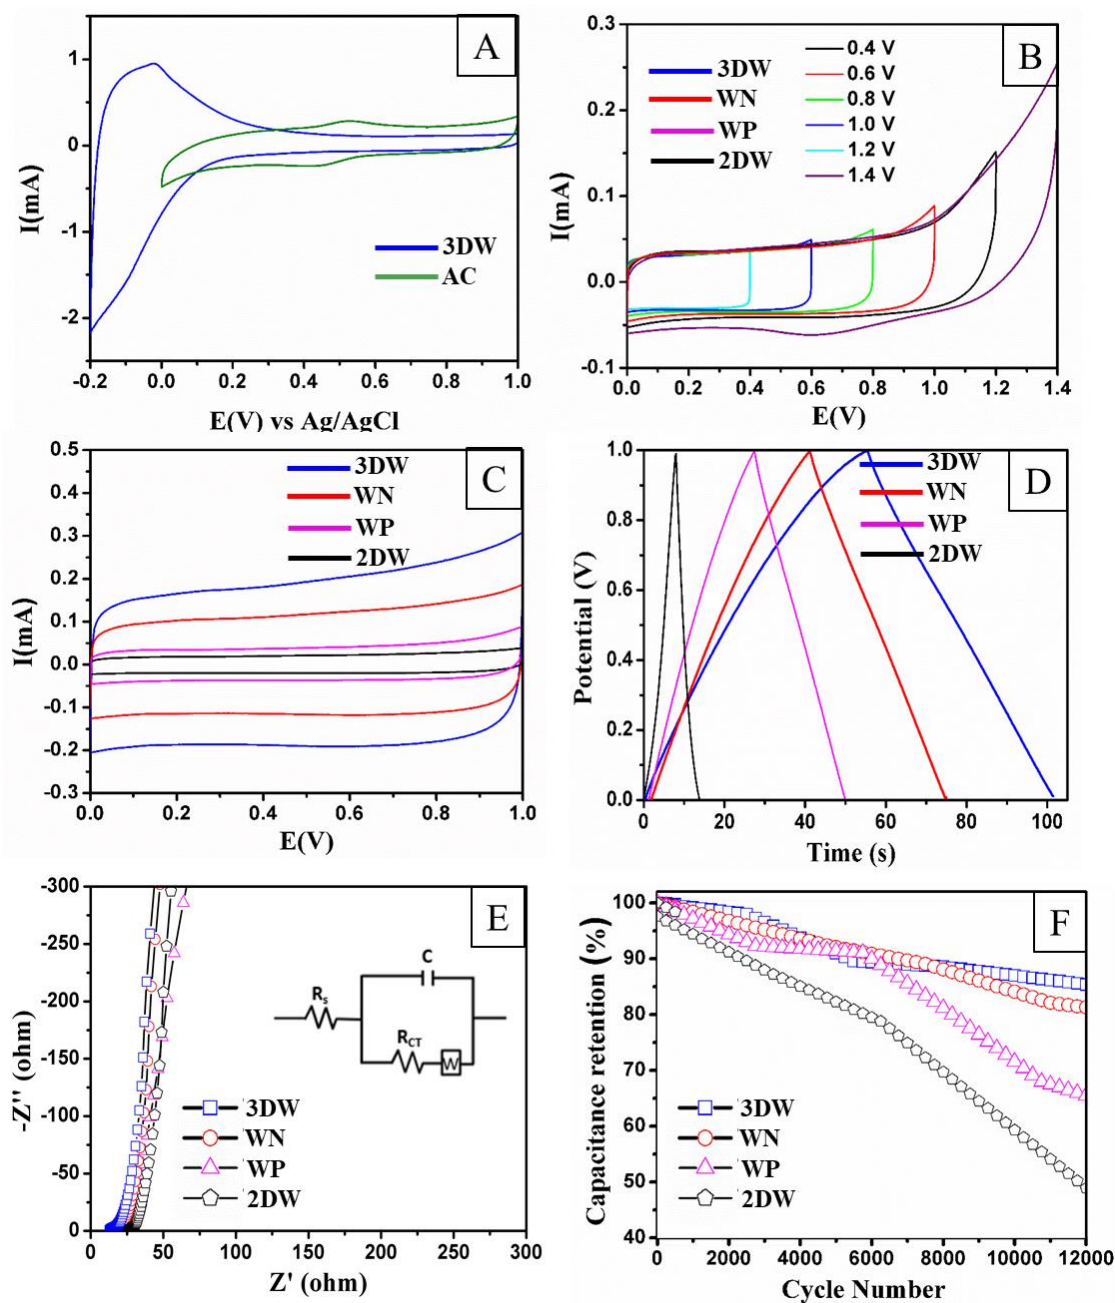 A
I(mA)
1
0
-1
-2
3DW
AC
-0.2 0.0 0.2 0.4 0.6 0.8 1.0
E(V) vs Ag/AgCl
B
I(mA)
0.3
0.2
0.1
0.0
-0.1
3DW
WN
WP
2DW
0.4 V
0.6 V
0.8 V
1.0 V
1.2 V
1.4 V
0.0 0.2 0.4 0.6 0.8 1.0 1.2 1.4
E(V)
C
I(mA)
0.5
0.4
0.3
0.2
0.1
0.0
-0.1
-0.2
-0.3
3DW
WN
WP
2DW
0.0 0.2 0.4 0.6 0.8 1.0
E(V)
D
Potential (V)
1.0
0.8
0.6
0.4
0.2
0.0
3DW
WN
WP
2DW
0 20 40 60 80 100
Time (s)
E
-Z'' (ohm)
-300
-250
-200
-150
-100
-50
0
C
Rs
RCT
W
3DW
WN
WP
2DW
0 50 100 150 200 250 300
Z' (ohm)
F
Capacitance retention (%)
100
90
80
70
60
50
40
3DW
WN
WP
2DW
0 2000 4000 6000 8000 10000 12000
Cycle Number